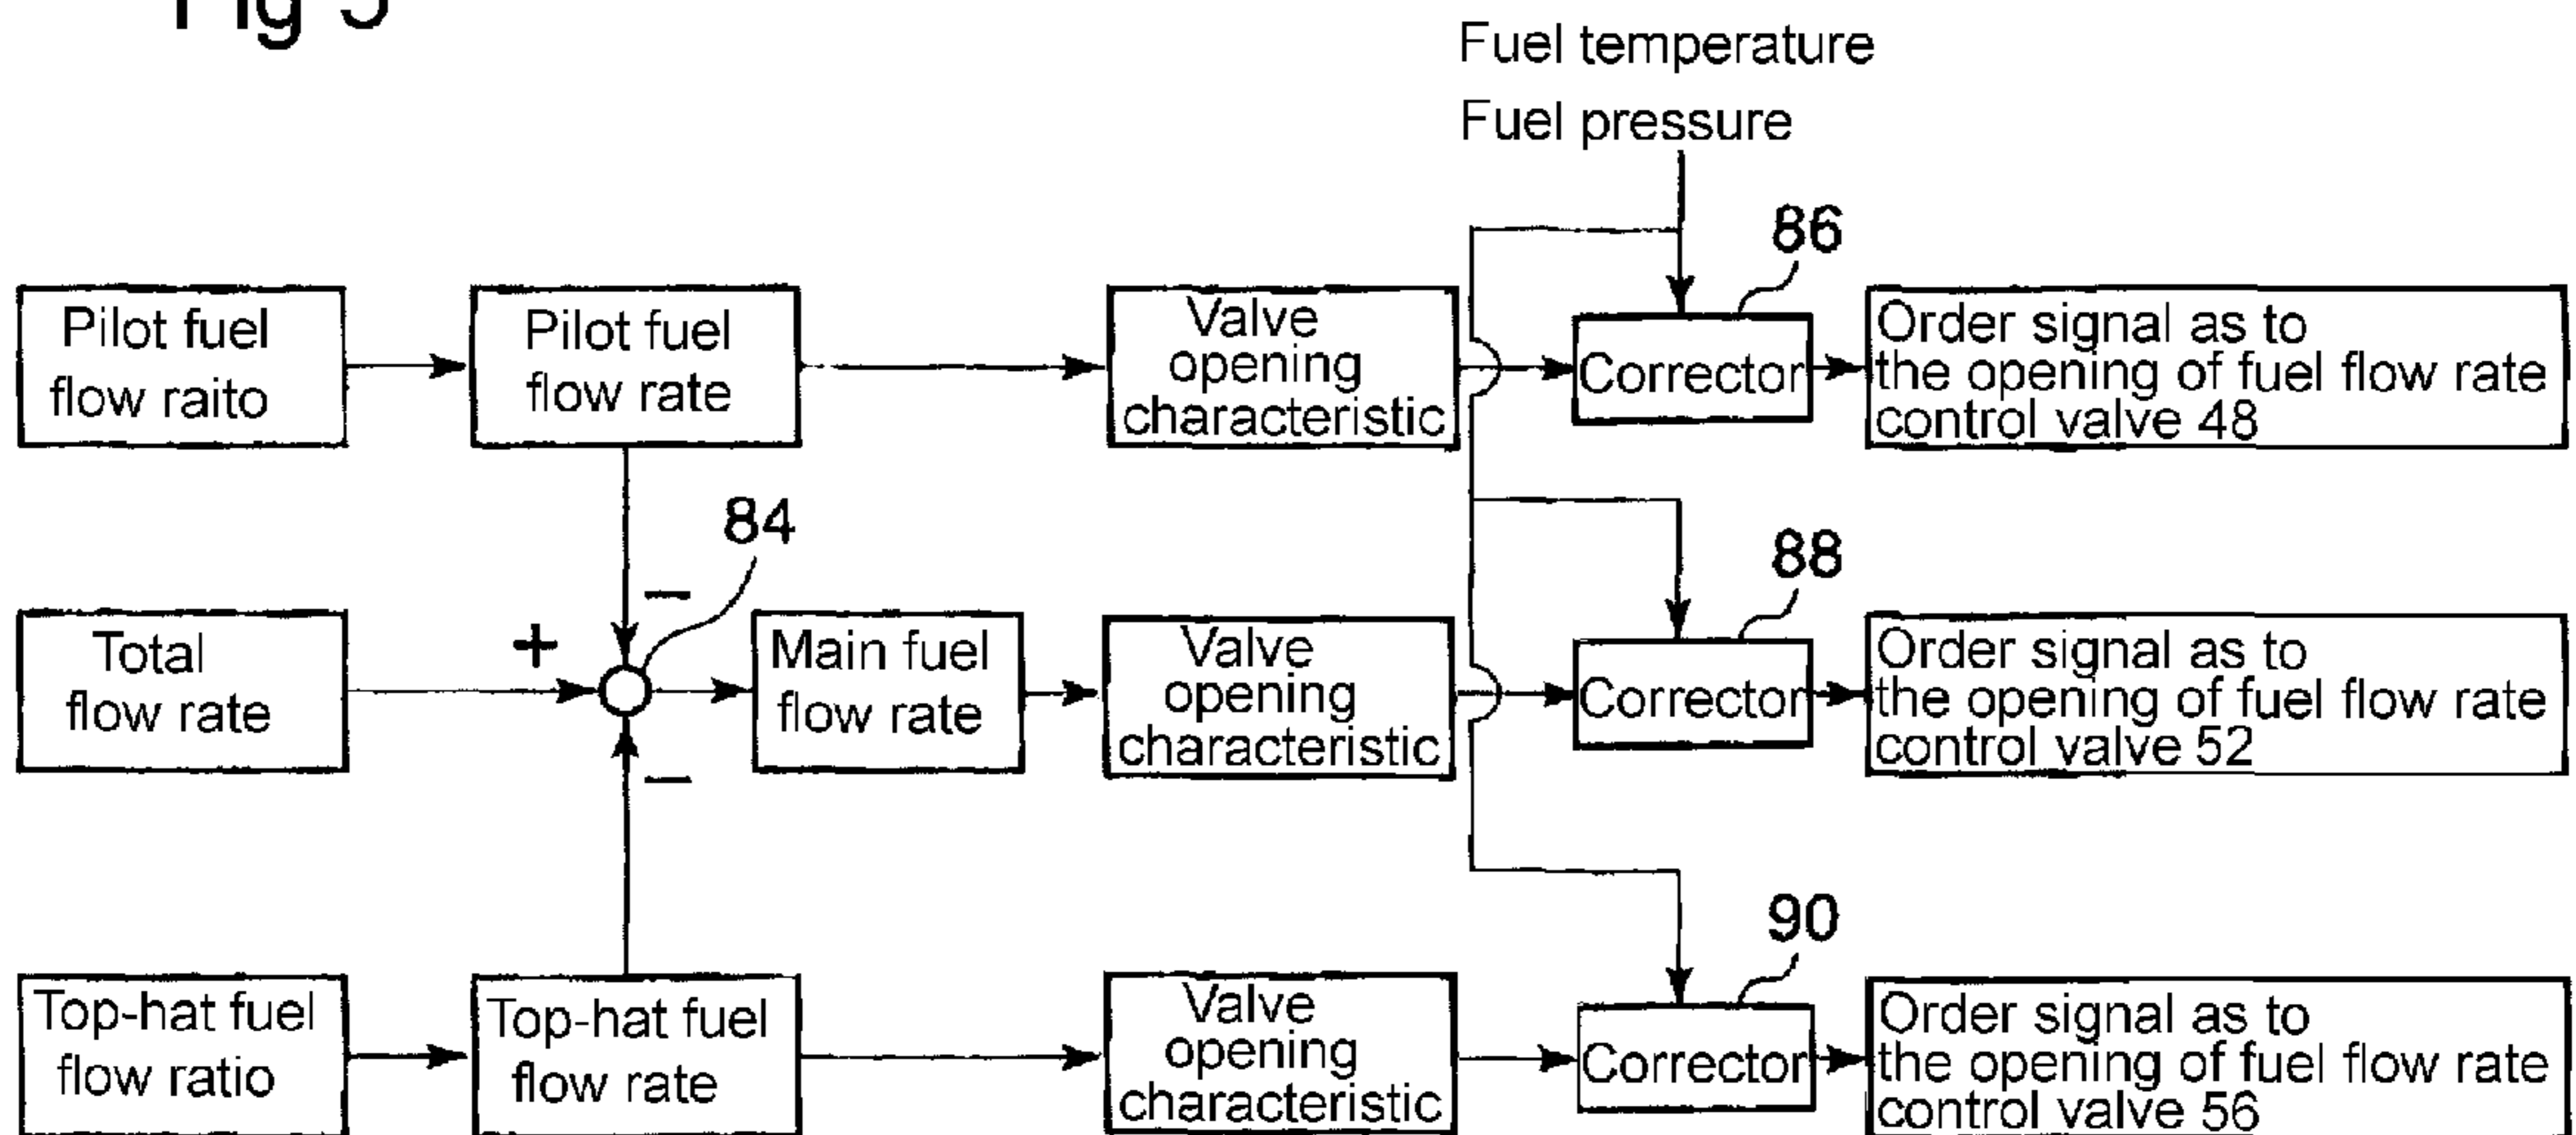 Fig 5
Fuel temperature
Fuel pressure
86
Pilot fuel
flow raito
Pilot fuel
flow rate
Valve
opening
characteristic
Corrector
Order signal as to
the opening of fuel flow rate
control valve 48
84
88
−
+
Total
flow rate
Main fuel
flow rate
Valve
opening
characteristic
Corrector
Order signal as to
the opening of fuel flow rate
control valve 52
−
90
Top-hat fuel
flow ratio
Top-hat fuel
flow rate
Valve
opening
characteristic
Corrector
Order signal as to
the opening of fuel flow rate
control valve 56